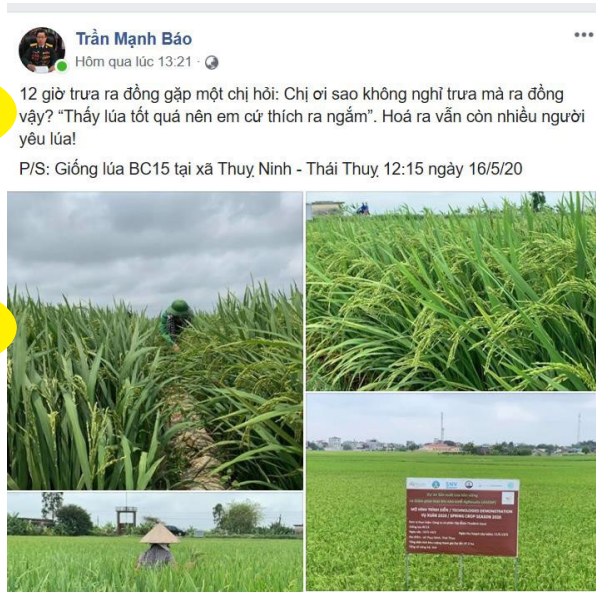 Trần Mạnh Báo
Hôm qua lúc 13:21 ·
12 giờ trưa ra đồng gặp một chị hỏi: Chị ơi sao không nghỉ trưa mà ra đồng
vậy? “Thấy lúa tốt quá nên em cứ thích ra ngắm”. Hoá ra vẫn còn nhiều người
yêu lúa!
P/S: Giống lúa BC15 tại xã Thuỵ Ninh - Thái Thuỵ 12:15 ngày 16/5/20
SNV
MÔ HÌNH TRÌNH DIỄN / TECHNOLOGIES DEMONSTRATION
VỤ XUÂN 2020 / SPRING CROP SEASON 2020